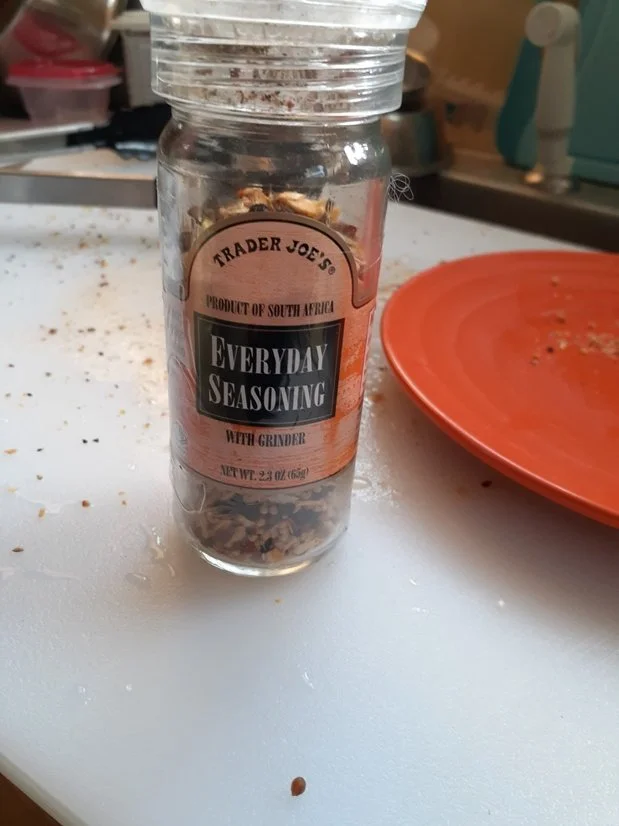 TRADER JOE'S®
PRODUCT OF SOUTH AFRICA
EVERYDAY
SEASONING
WITH GRINDER
NET WT. 2.3 OZ (65g)